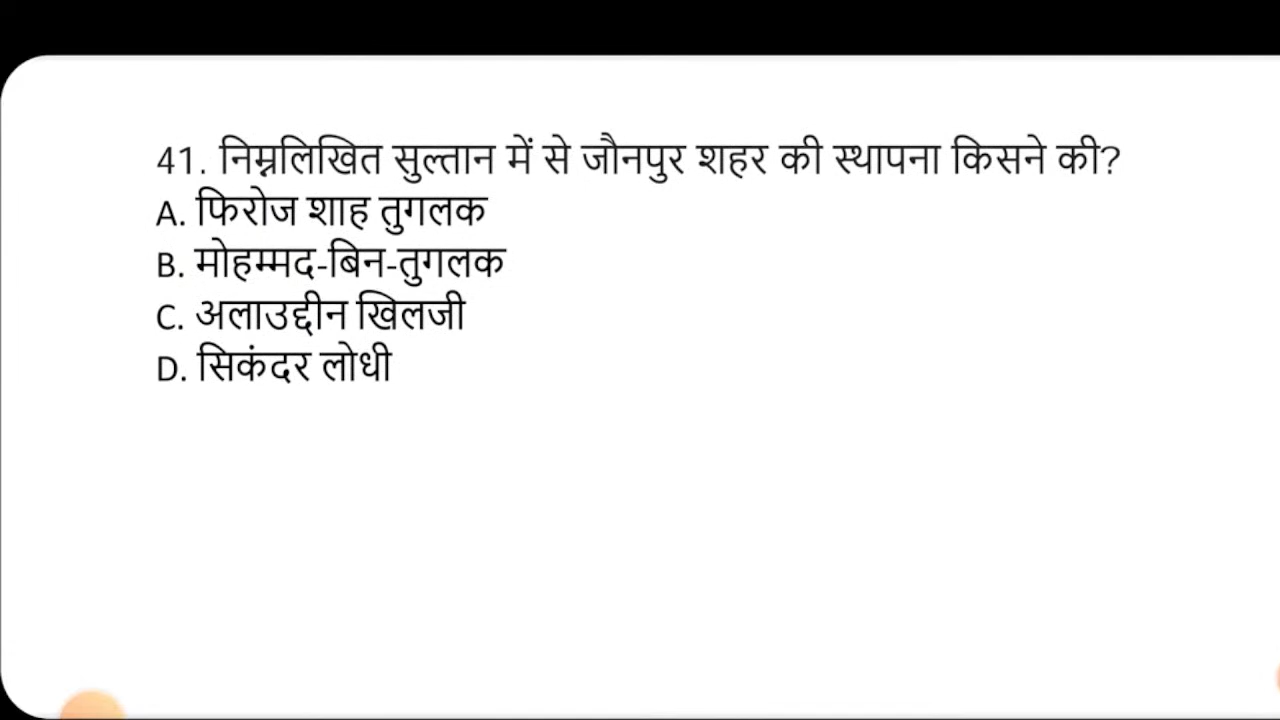 41. निम्नलिखित सुल्तान में से जौनपुर शहर की स्थापना किसने की?
A. फिरोज शाह तुगलक
B. मोहम्मद-बिन-तुगलक
C. अलाउद्दीन खिलजी
D. सिकंदर लोधी